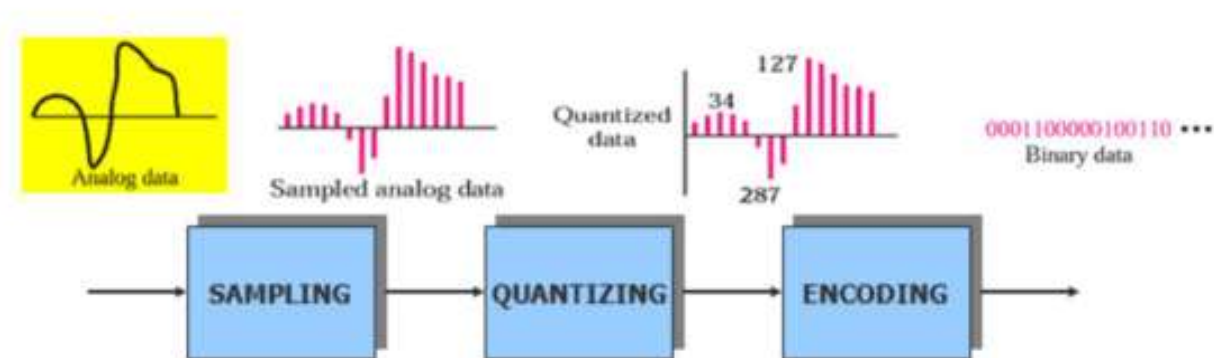 Analog data
Sampled analog data
Quantized
data
127
34
287
0001100000100110 •••
Binary data
SAMPLING
QUANTIZING
ENCODING